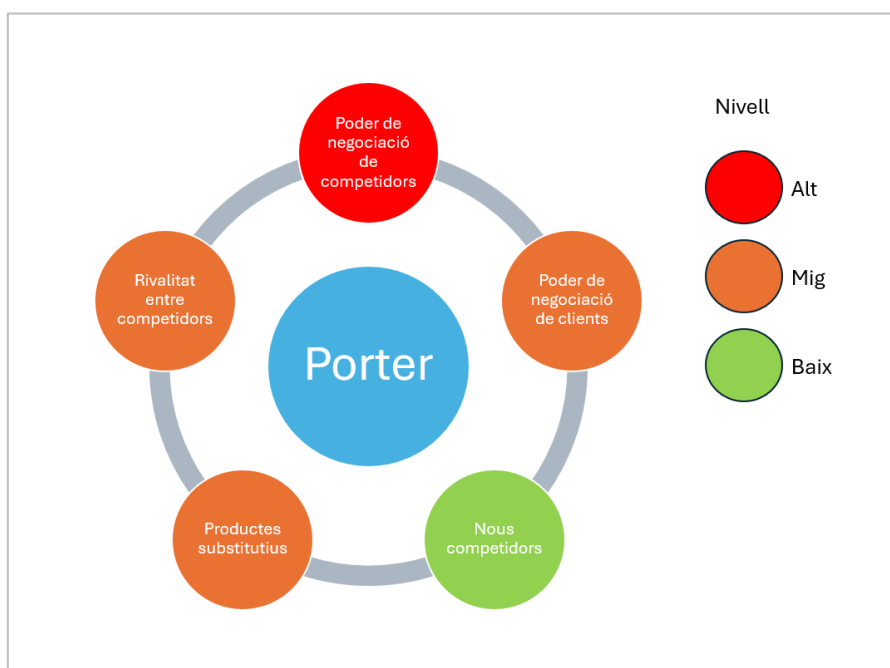 Poder de
negociació
de
competidors
Nivell
Alt
Rivalitat
entre
competidors
Poder de
negociació
de clients
Mig
Porter
Baix
Productes
substitutius
Nous
competidors